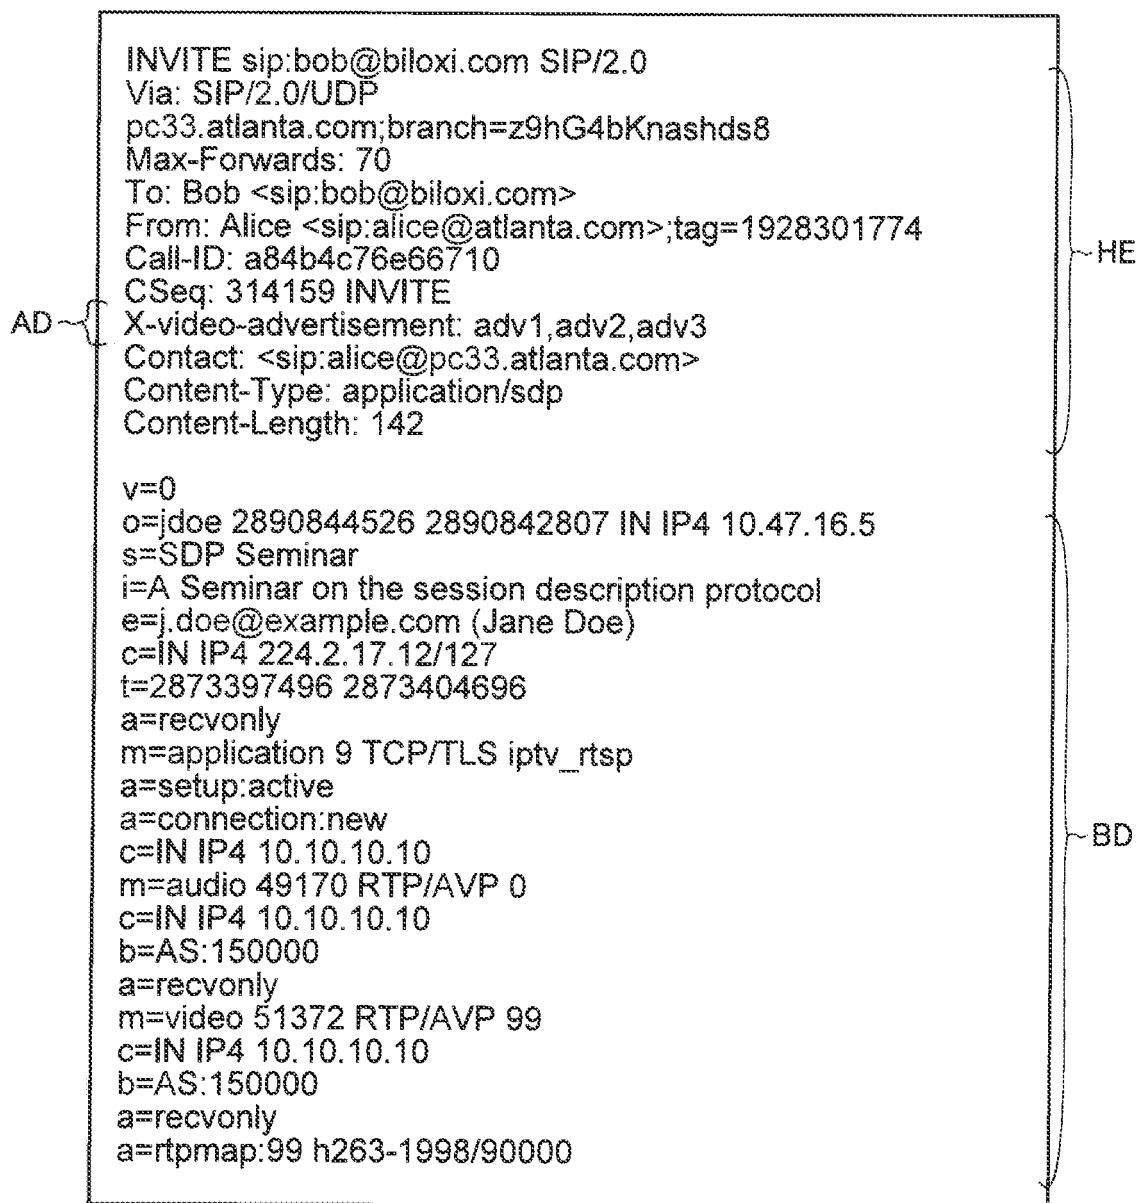 INVITE sip:bob@biloxi.com SIP/2.0
Via: SIP/2.0/UDP
pc33.atlanta.com;branch=z9hG4bKnashds8
Max-Forwards: 70
To: Bob <sip:bob@biloxi.com>
From: Alice <sip:alice@atlanta.com>;tag=1928301774
Call-ID: a84b4c76e66710
CSeq: 314159 INVITE
X-video-advertisement: adv1,adv2,adv3
Contact: <sip:alice@pc33.atlanta.com>
Content-Type: application/sdp
Content-Length: 142
HE
AD
v=0
o=jdoe 2890844526 2890842807 IN IP4 10.47.16.5
s=SDP Seminar
i=A Seminar on the session description protocol
e=j.doe@example.com (Jane Doe)
c=IN IP4 224.2.17.12/127
t=2873397496 2873404696
a=recvonly
m=application 9 TCP/TLS iptv_rtsp
a=setup:active
a=connection:new
c=IN IP4 10.10.10.10
m=audio 49170 RTP/AVP 0
c=IN IP4 10.10.10.10
b=AS:150000
a=recvonly
m=video 51372 RTP/AVP 99
c=IN IP4 10.10.10.10
b=AS:150000
a=recvonly
a=rtpmap:99 h263-1998/90000
BD